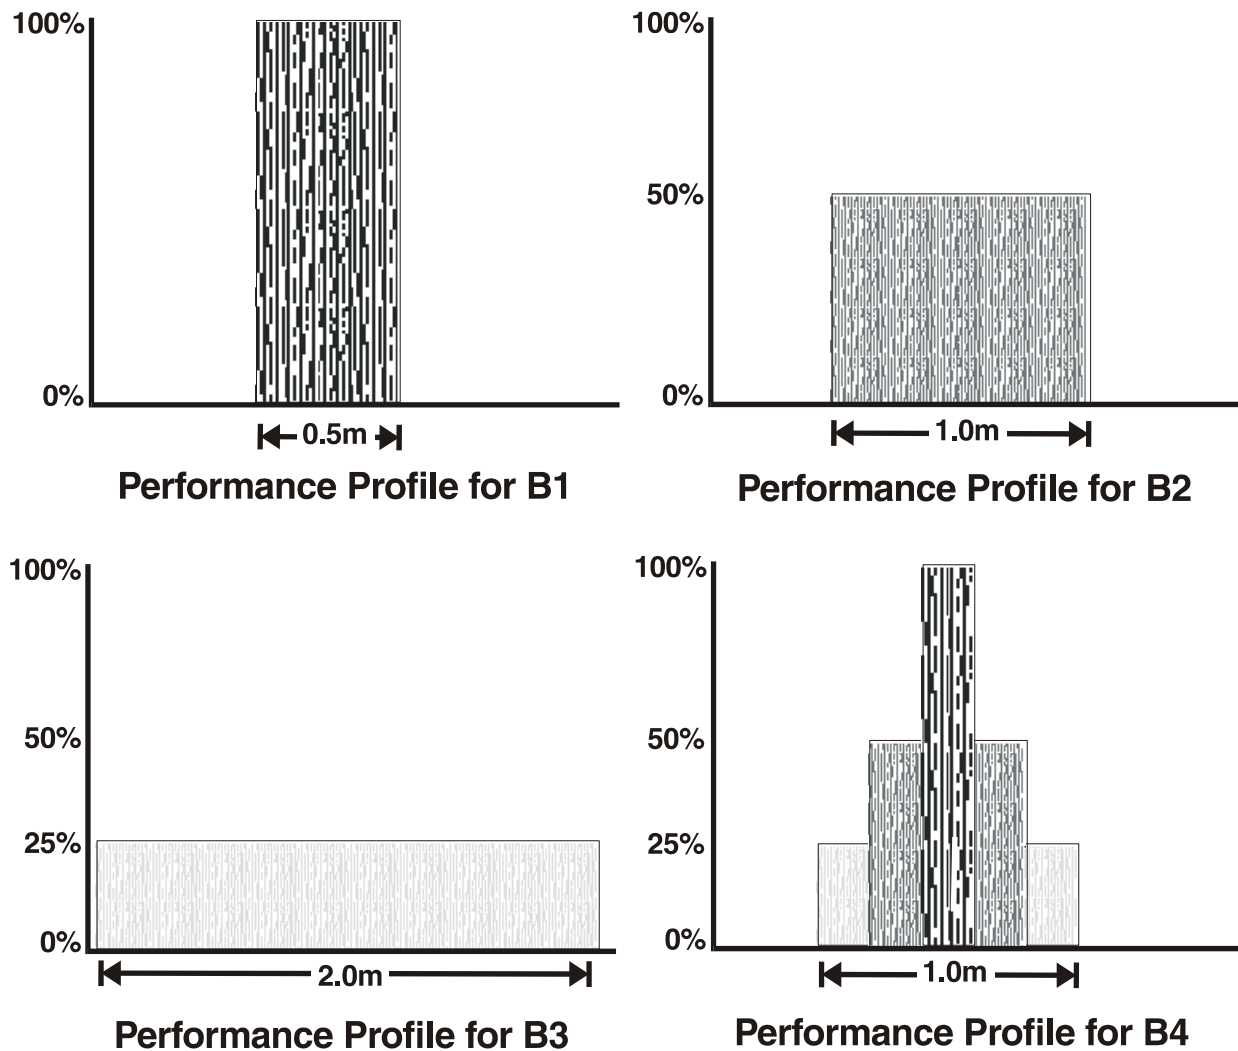 100%
0%
0.5m
Performance Profile for B1
100%
50%
0%
1.0m
Performance Profile for B2
100%
50%
25%
0%
2.0m
Performance Profile for B3
100%
50%
25%
0%
1.0m
Performance Profile for B4